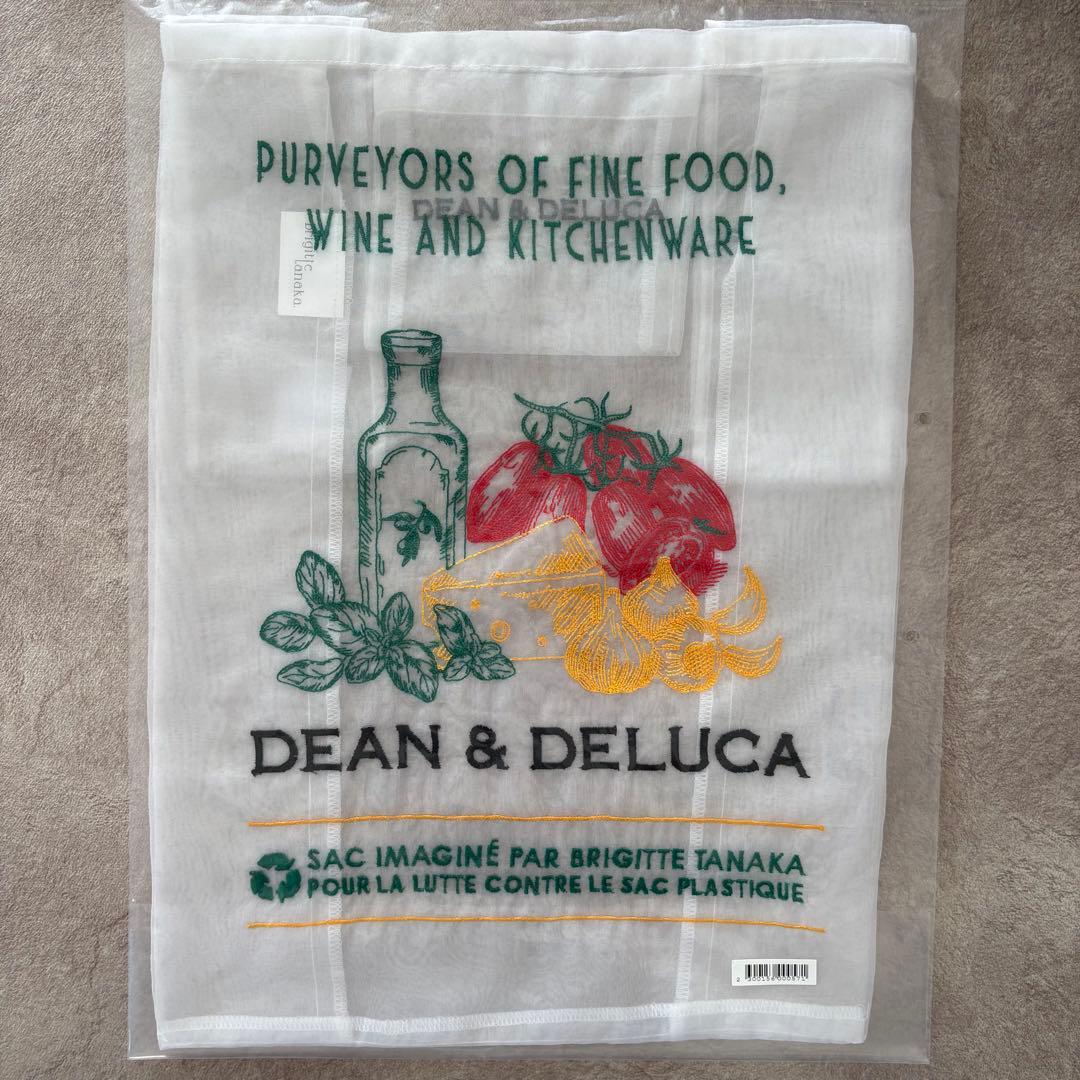 PURVEYORS OF FINE FOOD,
DEAN & DELUCA
WINE AND KITCHENWARE
Brigitte
Tanaka.
DEAN & DELUCA
SAC IMAGINÉ PAR BRIGITTE TANAKA
POUR LA LUTTE CONTRE LE SAC PLASTIQUE